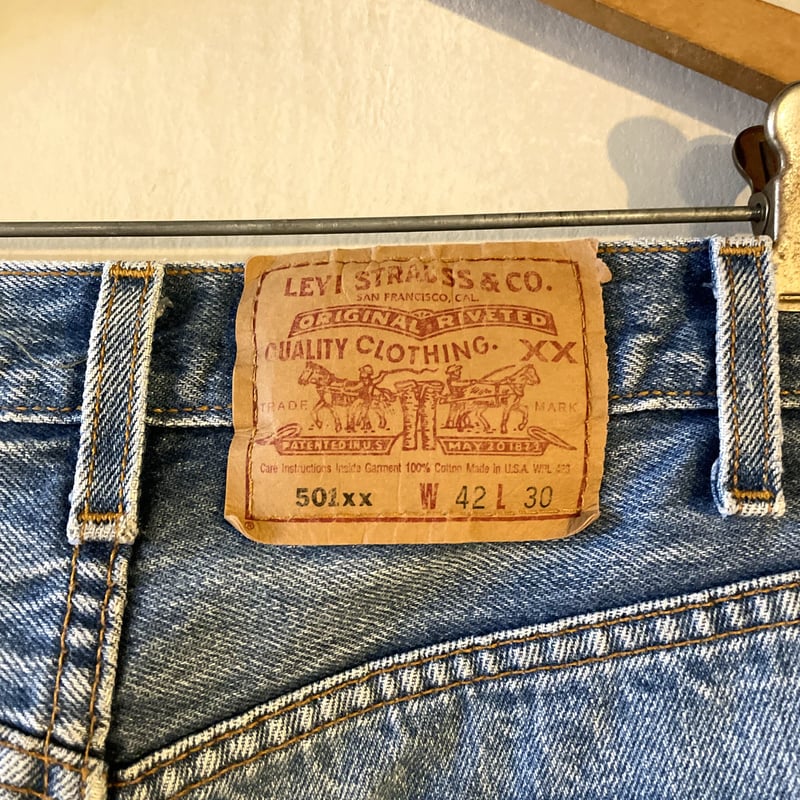 LEVI STRAUSS & CO.
SAN FRANCISCO, CAL.
ORIGINAL RIVETED
QUALITY CLOTHING. XX
TRADE MARK
PATENTED IN U.S. MAY 20 1873
Care Instructions Inside Garment 100% Cotton Made in U.S.A. WPL 423
501xx W 42 L 30
®